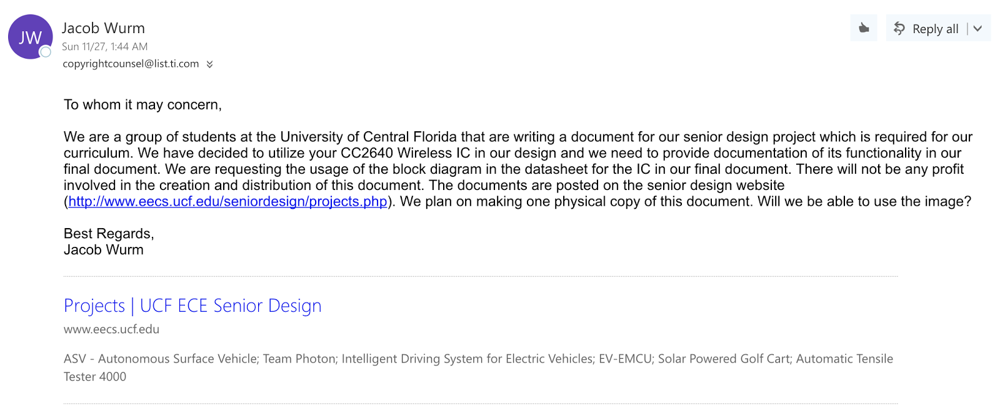 JW
Jacob Wurm
Sun 11/27, 1:44 AM
copyrightcounsel@list.ti.com
Reply all
To whom it may concern,
We are a group of students at the University of Central Florida that are writing a document for our senior design project which is required for our
curriculum. We have decided to utilize your CC2640 Wireless IC in our design and we need to provide documentation of its functionality in our
final document. We are requesting the usage of the block diagram in the datasheet for the IC in our final document. There will not be any profit
involved in the creation and distribution of this document. The documents are posted on the senior design website
(http://www.eecs.ucf.edu/seniordesign/projects.php). We plan on making one physical copy of this document. Will we be able to use the image?
Best Regards,
Jacob Wurm
Projects | UCF ECE Senior Design
www.eecs.ucf.edu
ASV - Autonomous Surface Vehicle; Team Photon; Intelligent Driving System for Electric Vehicles; EV-EMCU; Solar Powered Golf Cart; Automatic Tensile
Tester 4000